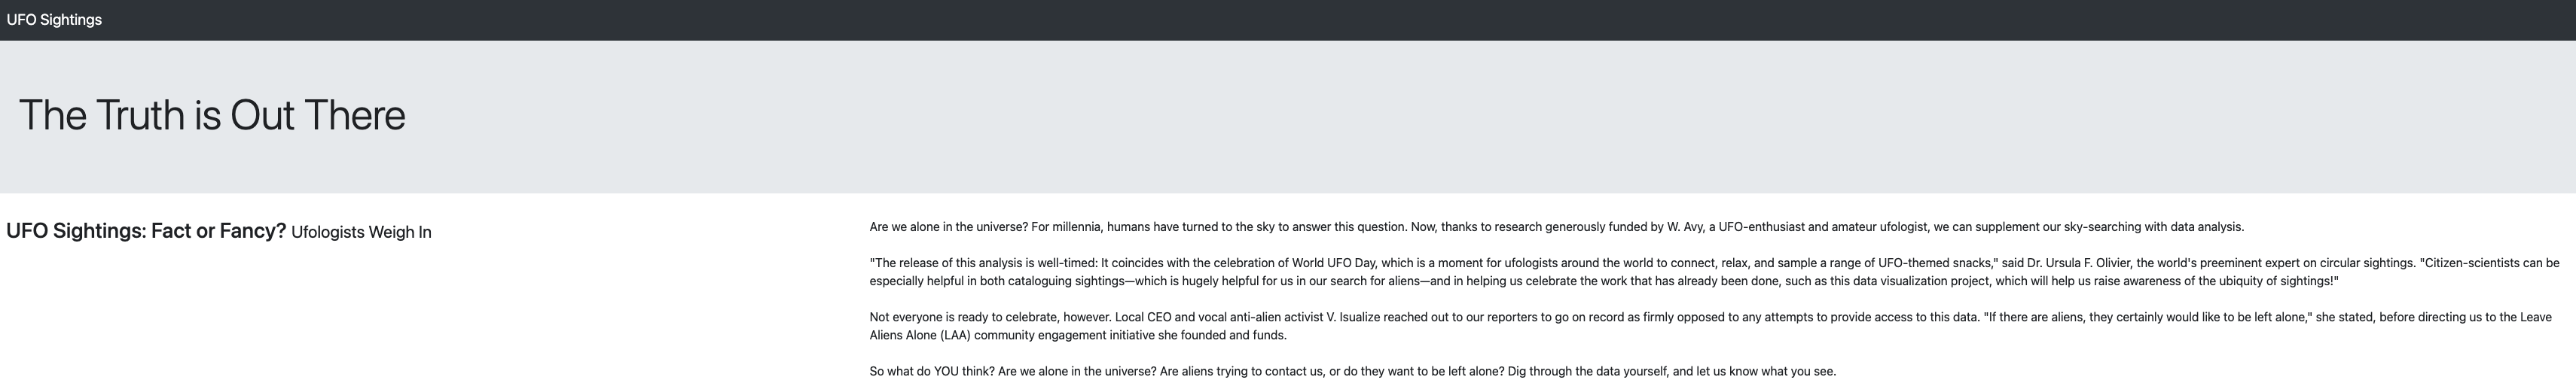 UFO Sightings
The Truth is Out There
UFO Sightings: Fact or Fancy? Ufologists Weigh In
Are we alone in the universe? For millennia, humans have turned to the sky to answer this question. Now, thanks to research generously funded by W. Avy, a UFO-enthusiast and amateur ufologist, we can supplement our sky-searching with data analysis.
"The release of this analysis is well-timed: It coincides with the celebration of World UFO Day, which is a moment for ufologists around the world to connect, relax, and sample a range of UFO-themed snacks," said Dr. Ursula F. Olivier, the world's preeminent expert on circular sightings. "Citizen-scientists can be
especially helpful in both cataloguing sightings—which is hugely helpful for us in our search for aliens—and in helping us celebrate the work that has already been done, such as this data visualization project, which will help us raise awareness of the ubiquity of sightings!"
Not everyone is ready to celebrate, however. Local CEO and vocal anti-alien activist V. Isualize reached out to our reporters to go on record as firmly opposed to any attempts to provide access to this data. "If there are aliens, they certainly would like to be left alone," she stated, before directing us to the Leave
Aliens Alone (LAA) community engagement initiative she founded and funds.
So what do YOU think? Are we alone in the universe? Are aliens trying to contact us, or do they want to be left alone? Dig through the data yourself, and let us know what you see.